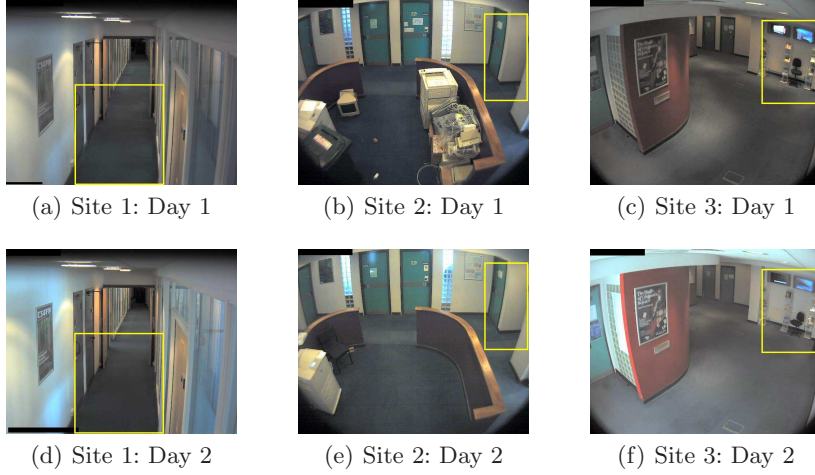 (a) Site 1: Day 1
(b) Site 2: Day 1
(c) Site 3: Day 1
(d) Site 1: Day 2
(e) Site 2: Day 2
(f) Site 3: Day 2